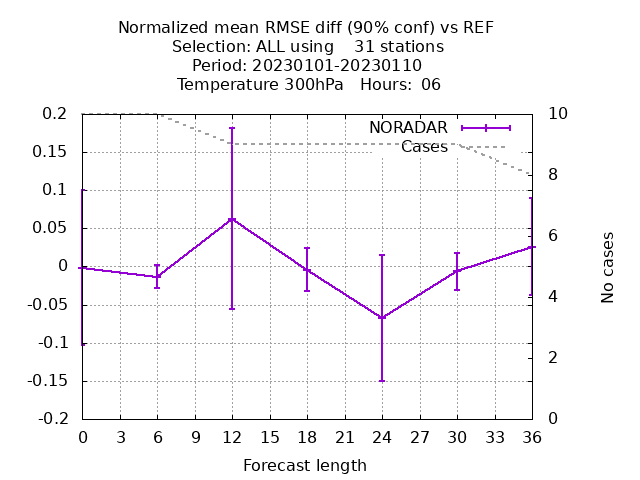 Normalized mean RMSE diff (90% conf) vs REF
Selection: ALL using    31 stations
Period: 20230101-20230110
Temperature 300hPa   Hours:  06
NORADAR
Cases
0.2
0.15
0.1
0.05
0
-0.05
-0.1
-0.15
-0.2
10
8
6
4
2
0
No cases
0 3 6 9 12 15 18 21 24 27 30 33 36
Forecast length